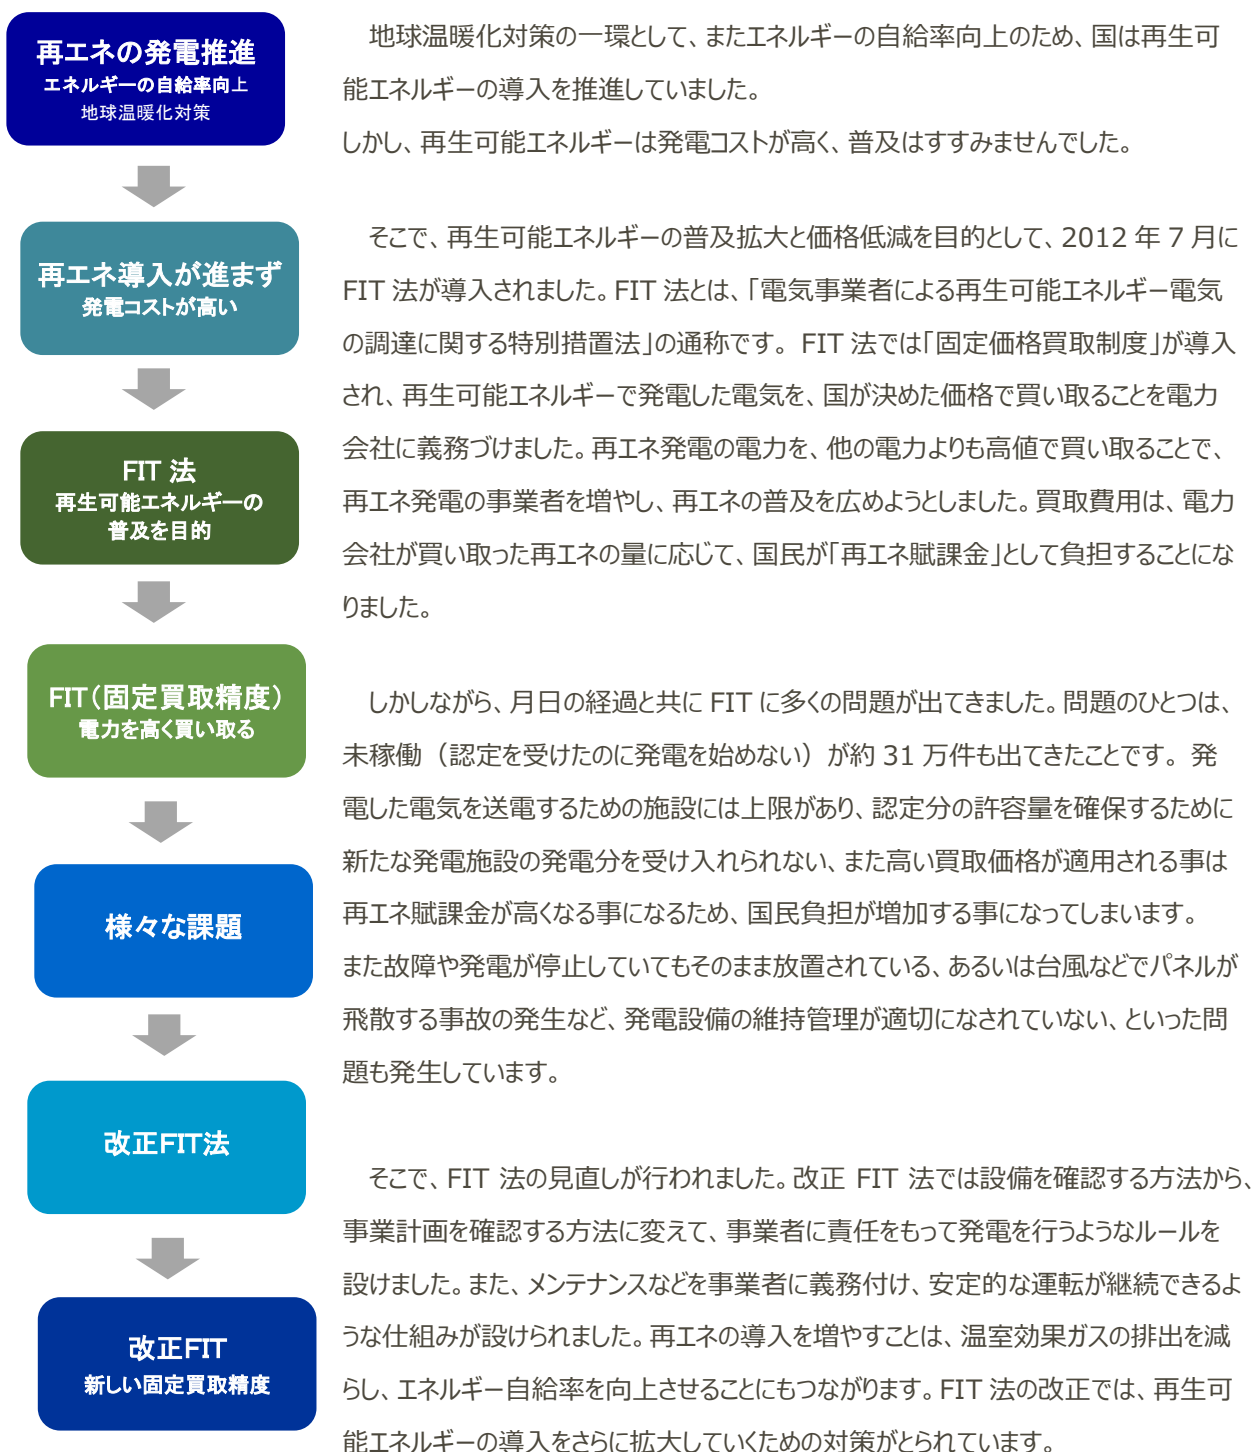 再エネの発電推進
エネルギーの自給率向上
地球温暖化対策
再エネ導入が進まず
発電コストが高い
FIT 法
再生可能エネルギーの
普及を目的
FIT(固定買取精度)
電力を高く買い取る
様々な課題
改正FIT法
改正FIT
新しい固定買取精度
地球温暖化対策の一環として、またエネルギーの自給率向上のため、国は再生可
能エネルギーの導入を推進していました。
しかし、再生可能エネルギーは発電コストが高く、普及はすすみませんでした。
そこで、再生可能エネルギーの普及拡大と価格低減を目的として、2012 年 7 月に
FIT 法が導入されました。FIT 法とは、「電気事業者による再生可能エネルギー電気
の調達に関する特別措置法」の通称です。 FIT 法では「固定価格買取制度」が導入
され、再生可能エネルギーで発電した電気を、国が決めた価格で買い取ることを電力
会社に義務づけました。再エネ発電の電力を、他の電力よりも高値で買い取ることで、
再エネ発電の事業者を増やし、再エネの普及を広めようとしました。買取費用は、電力
会社が買い取った再エネの量に応じて、国民が「再エネ賦課金」として負担することにな
りました。
しかしながら、月日の経過と共に FIT に多くの問題が出てきました。問題のひとつは、
未稼働（認定を受けたのに発電を始めない）が約 31 万件も出てきたことです。 発
電した電気を送電するための施設には上限があり、認定分の許容量を確保するために
新たな発電施設の発電分を受け入れられない、また高い買取価格が適用される事は
再エネ賦課金が高くなる事になるため、国民負担が増加する事になってしまいます。
また故障や発電が停止していてもそのまま放置されている、あるいは台風などでパネルが
飛散する事故の発生など、発電設備の維持管理が適切になされていない、といった問
題も発生しています。
そこで、FIT 法の見直しが行われました。改正 FIT 法では設備を確認する方法から、
事業計画を確認する方法に変えて、事業者に責任をもって発電を行うようなルールを
設けました。また、メンテナンスなどを事業者に義務付け、安定的な運転が継続できるよ
うな仕組みが設けられました。再エネの導入を増やすことは、温室効果ガスの排出を減
らし、エネルギー自給率を向上させることにもつながります。FIT 法の改正では、再生可
能エネルギーの導入をさらに拡大していくための対策がとられています。